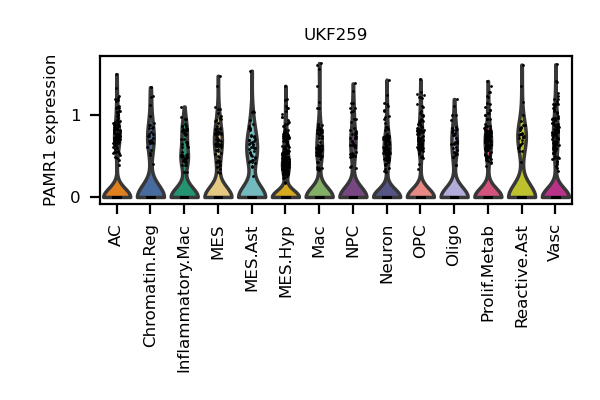 UKF259
PAMR1 expression
1
0
AC
Chromatin.Reg
Inflammatory.Mac
MES
MES.Ast
MES.Hyp
Mac
NPC
Neuron
OPC
Oligo
Prolif.Metab
Reactive.Ast
Vasc